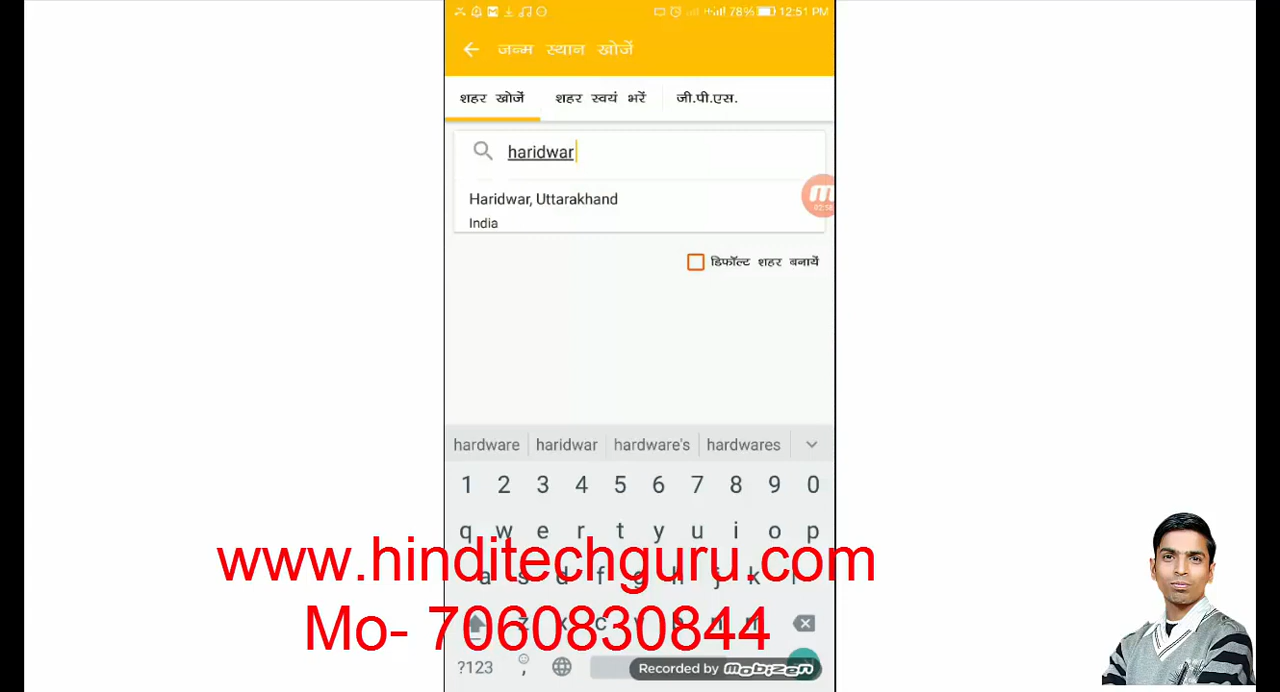 78% 12:51 PM
जन्म स्थान खोजें
शहर खोजें शहर स्वयं भरें जी.पी.एस.
haridwar
Haridwar, Uttarakhand
India
डिफॉल्ट शहर बनायें
hardware haridwar hardware's hardwares
1 2 3 4 5 6 7 8 9 0
q w e r t y u i o p
www.hinditechguru.com
a s d f g h j k l
Mo- 7060830844
z x c v b n m
?123 ,
Recorded by mobizen